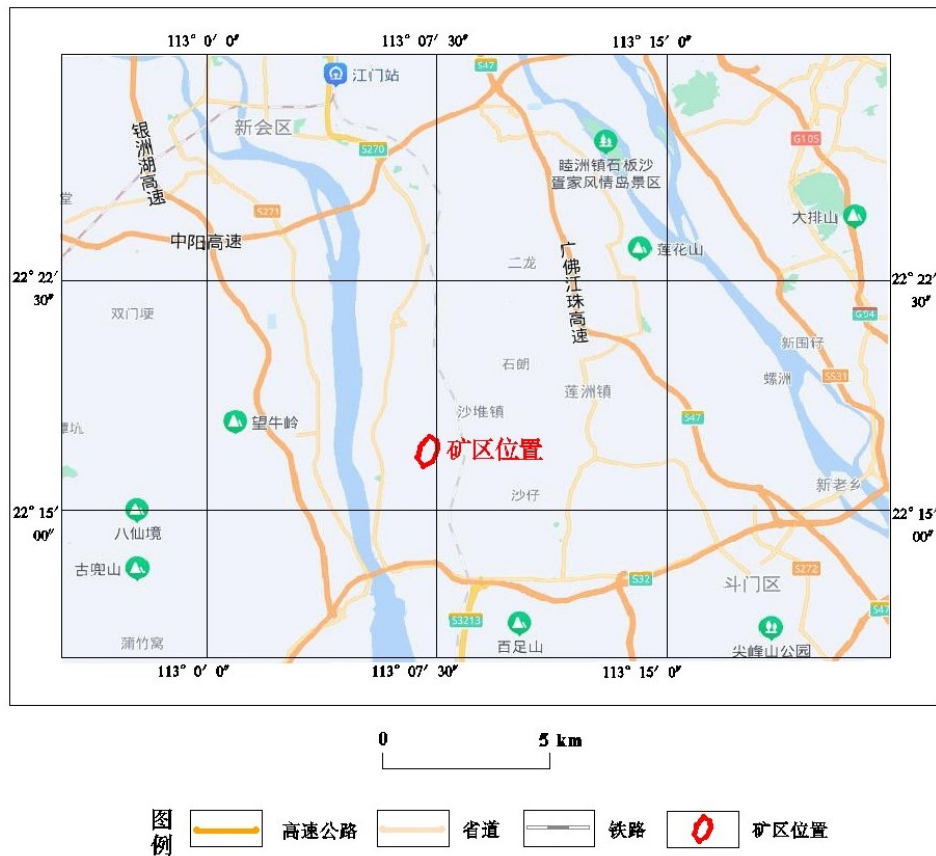 113° 0′ 0″
113° 07′ 30″
113° 15′ 0″
江门站
S47
新会区
银洲湖高速
S270
G105
睦洲镇石板沙
疍家风情岛景区
堂
S271
大排山
中阳高速
广佛江珠高速
莲花山
二龙
22° 22′
30″
22° 22′
30″
双门埂
G94
新围仔
石朗
莲洲镇
螺洲
S531
沙堆镇
S47
望牛岭
矿区位置
沙仔
新老乡
22° 15′
00″
22° 15′
00″
八仙境
古兜山
S32
斗门区
S272
S3213
S47
百足山
尖峰山公园
蒲竹窝
113° 0′ 0″
113° 07′ 30″
113° 15′ 0″
0
5 km
图例
高速公路
省道
铁路
矿区位置